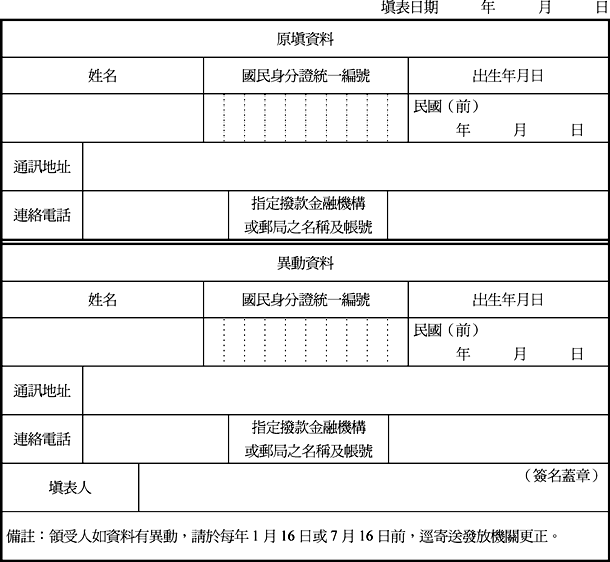 填表日期 年 月 日
原填資料
姓名 國民身分證統一編號 出生年月日
民國（前）
年 月 日
通訊地址
連絡電話 指定撥款金融機構
或郵局之名稱及帳號
異動資料
姓名 國民身分證統一編號 出生年月日
民國（前）
年 月 日
通訊地址
連絡電話 指定撥款金融機構
或郵局之名稱及帳號
填表人 （簽名蓋章）
備註：領受人如資料有異動，請於每年 1 月 16 日或 7 月 16 日前，逕寄送發放機關更正。